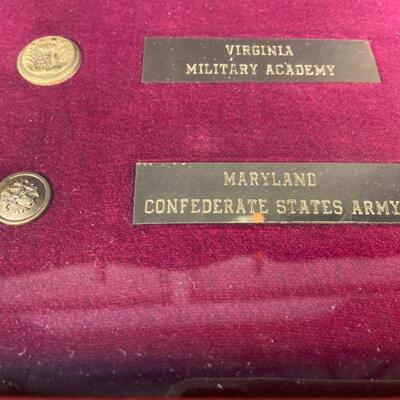 VIRGINIA
MILITARY ACADEMY
MARYLAND
CONFEDERATE STATES ARMY